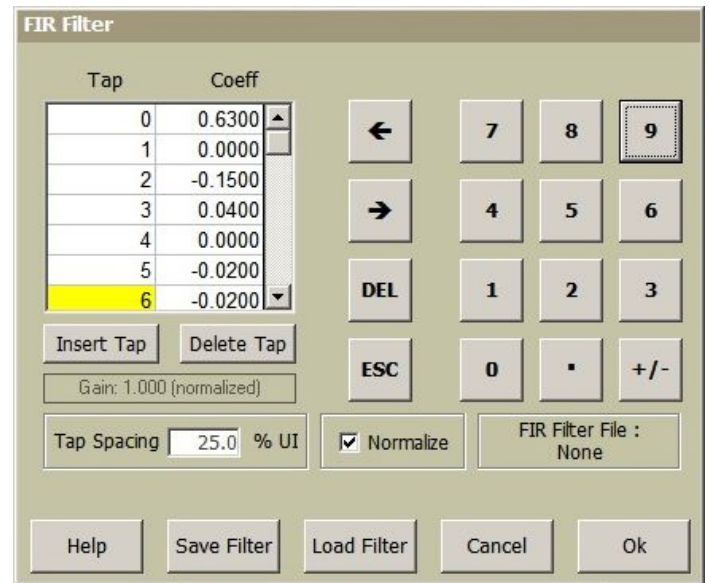 FIR Filter
Tap Coeff
0 0.6300
1 0.0000
2 -0.1500
3 0.0400
4 0.0000
5 -0.0200
6 -0.0200
Insert Tap Delete Tap
Gain: 1.000 (normalized)
Tap Spacing 25.0 % UI
7 8 9
4 5 6
DEL 1 2 3
ESC 0 . +/-
Normalize
FIR Filter File :
None
Help Save Filter Load Filter Cancel Ok